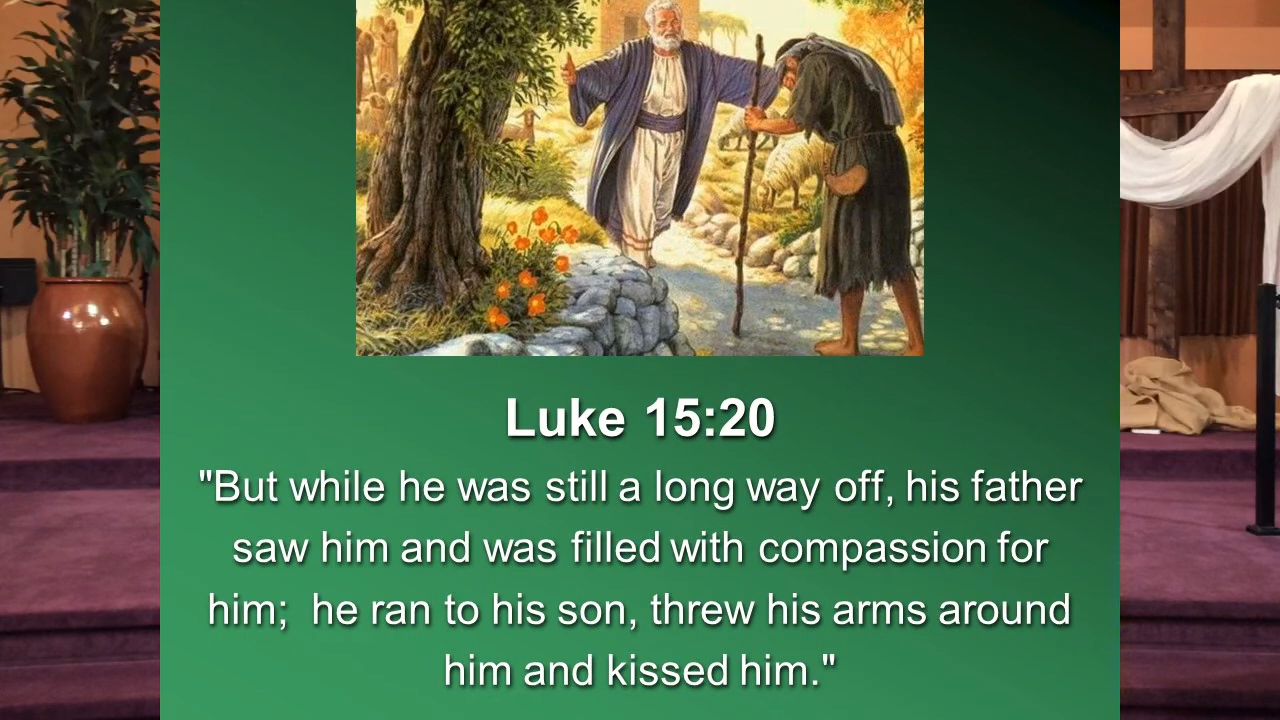 Luke 15:20
"But while he was still a long way off, his father
saw him and was filled with compassion for
him;  he ran to his son, threw his arms around
him and kissed him."